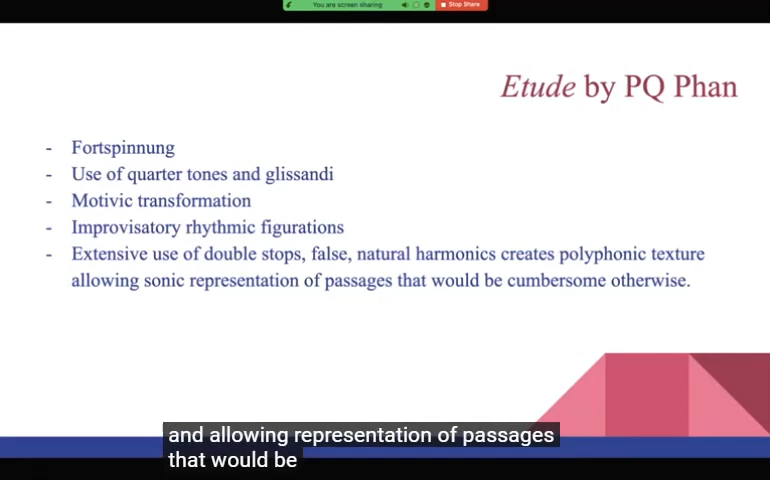 You are screen sharing
Stop Share
Etude by PQ Phan
- Fortspinnung
- Use of quarter tones and glissandi
- Motivic transformation
- Improvisatory rhythmic figurations
- Extensive use of double stops, false, natural harmonics creates polyphonic texture
allowing sonic representation of passages that would be cumbersome otherwise.
and allowing representation of passages
that would be